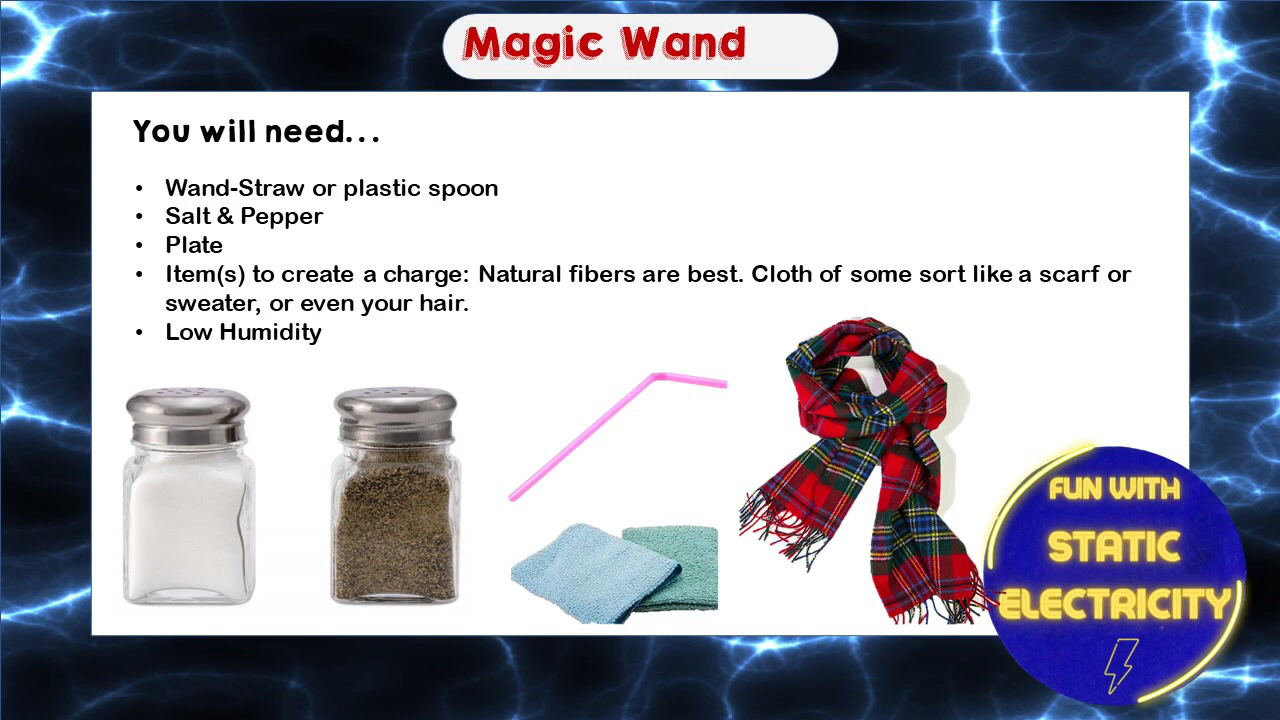 Magic Wand
You will need...
• Wand-Straw or plastic spoon
• Salt & Pepper
• Plate
• Item(s) to create a charge: Natural fibers are best. Cloth of some sort like a scarf or
sweater, or even your hair.
• Low Humidity
FUN WITH
STATIC
ELECTRICITY